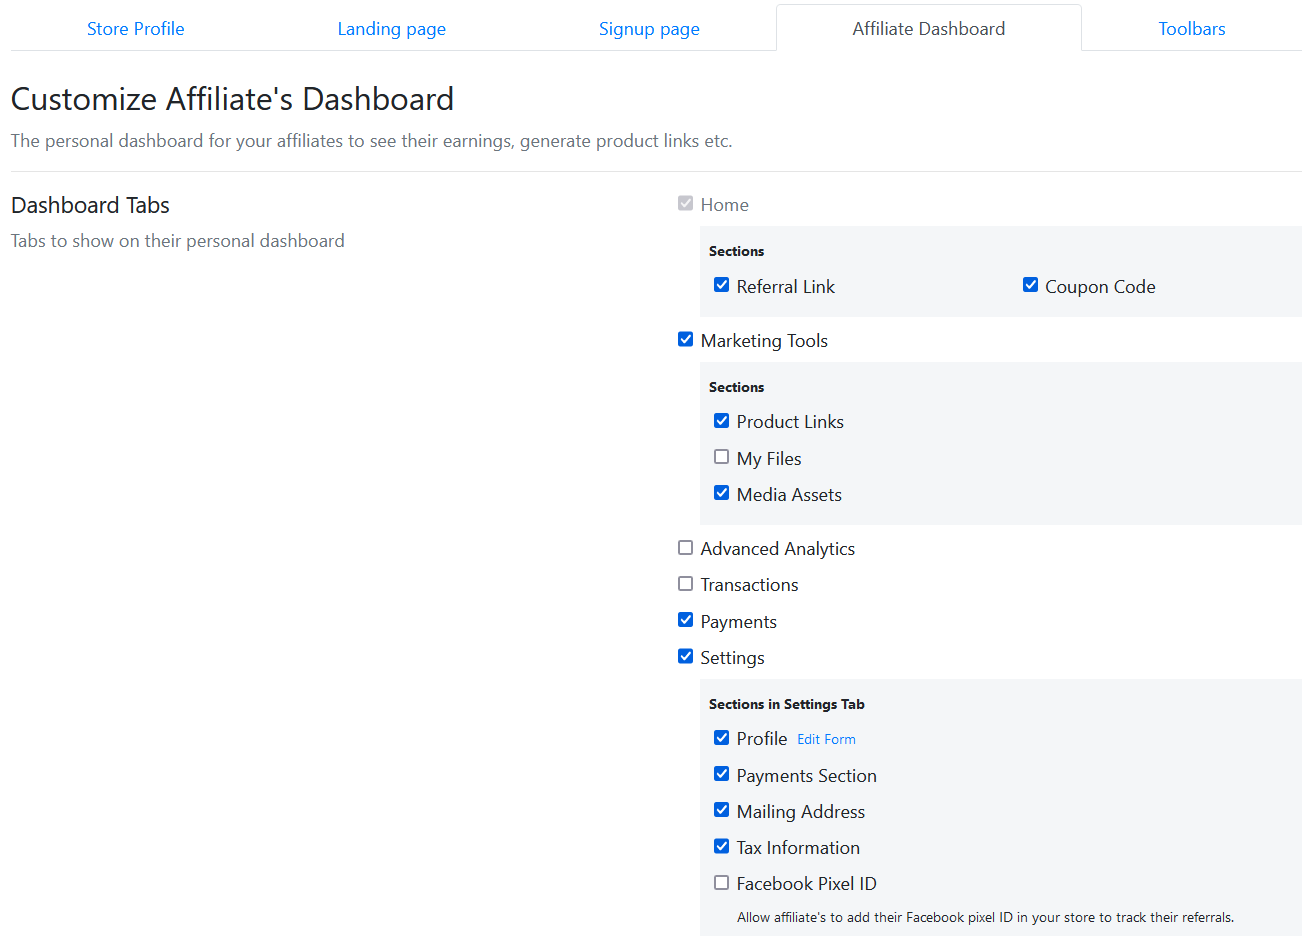 Store Profile Landing page Signup page Affiliate Dashboard Toolbars
Customize Affiliate's Dashboard
The personal dashboard for your affiliates to see their earnings, generate product links etc.
Dashboard Tabs
Tabs to show on their personal dashboard
Home
Sections
Referral Link Coupon Code
Marketing Tools
Sections
Product Links
My Files
Media Assets
Advanced Analytics
Transactions
Payments
Settings
Sections in Settings Tab
Profile Edit Form
Payments Section
Mailing Address
Tax Information
Facebook Pixel ID
Allow affiliate's to add their Facebook pixel ID in your store to track their referrals.